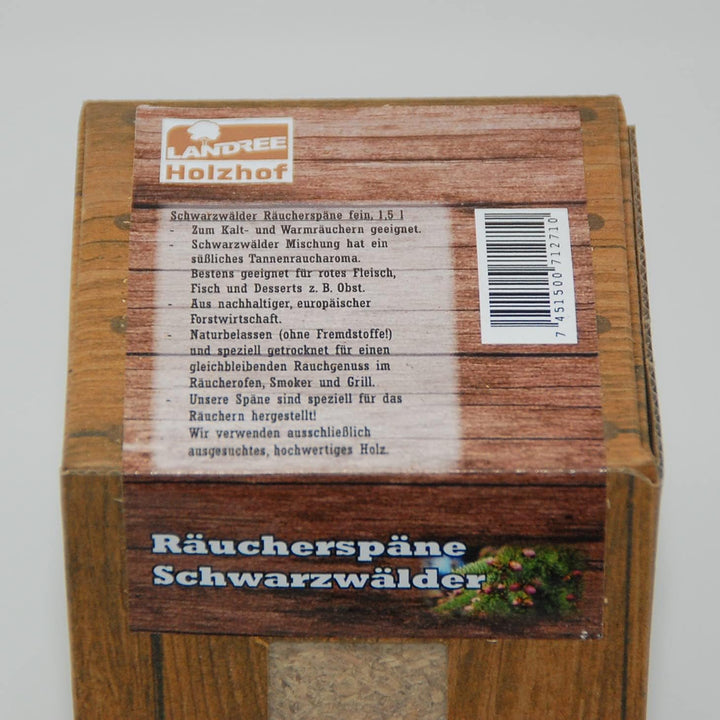 LANDREE
Holzhof
Schwarzwälder Räucherspäne fein, 1,5 l
- Zum Kalt- und Warmräuchern geeignet.
- Schwarzwälder Mischung hat ein
süßliches Tannenraucharoma.
Bestens geeignet für rotes Fleisch,
Fisch und Desserts z. B. Obst.
- Aus nachhaltiger, europäischer
Forstwirtschaft.
- Naturbelassen (ohne Fremdstoffe!)
und speziell getrocknet für einen
gleichbleibenden Rauchgenuss im
Räucherofen, Smoker und Grill.
- Unsere Späne sind speziell für das
Räuchern hergestellt!
Wir verwenden ausschließlich
ausgesuchtes, hochwertiges Holz.
7 451500 712710
Räucherspäne
Schwarzwälder